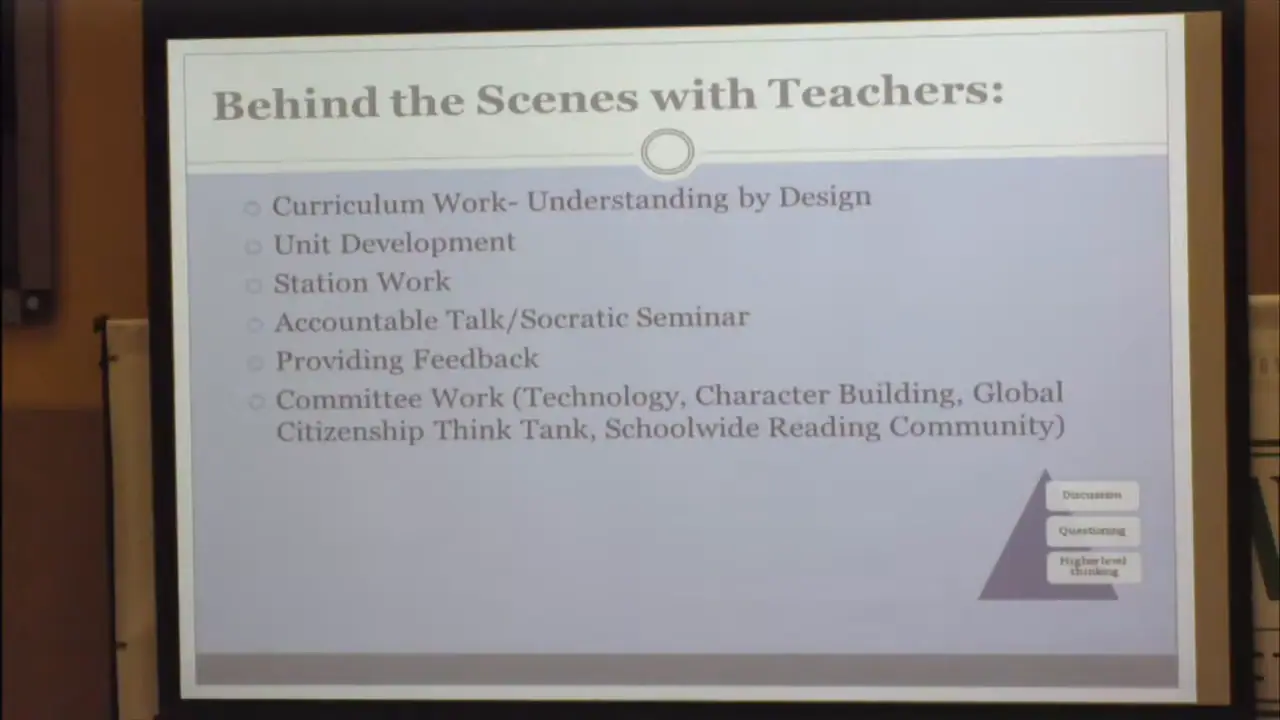 Behind the Scenes with Teachers:
Curriculum Work- Understanding by Design
Unit Development
Station Work
Accountable Talk/Socratic Seminar
Providing Feedback
Committee Work (Technology, Character Building, Global
Citizenship Think Tank, Schoolwide Reading Community)
Discussion
Questioning
Higher level
thinking